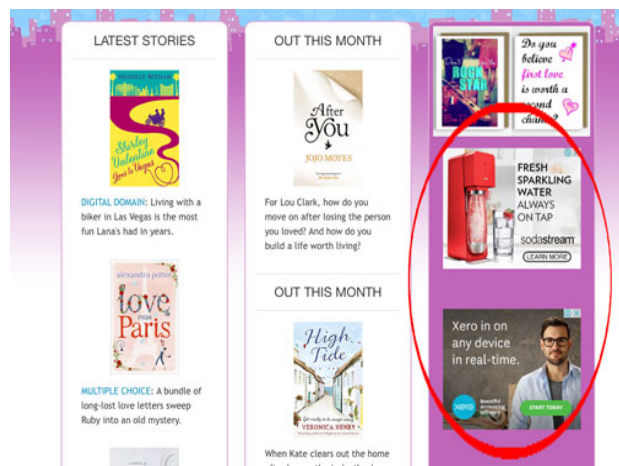 LATEST STORIES
MICHELLE BETHAM
Shirley
Valentine
Goes to Vegas
DIGITAL DOMAIN: Living with a
biker in Las Vegas is the most
fun Lana's had in years.
alexandra potter
love
FROM
Paris
MULTIPLE CHOICE: A bundle of
long-lost love letters sweep
Ruby into an old mystery.
OUT THIS MONTH
After
You
JOJO MOYES
For Lou Clark, how do you
move on after losing the person
you loved? And how do you
build a life worth living?
OUT THIS MONTH
High
Tide
VERONICA HENRY
When Kate clears out the home
ROCK
STAR
Do you
believe
first love
is worth a
second
chance?
FRESH
SPARKLING
WATER
ALWAYS
ON TAP
sodastream
LEARN MORE
Xero in on
any device
in real-time.
xero
Beautiful
accounting
software
START TODAY